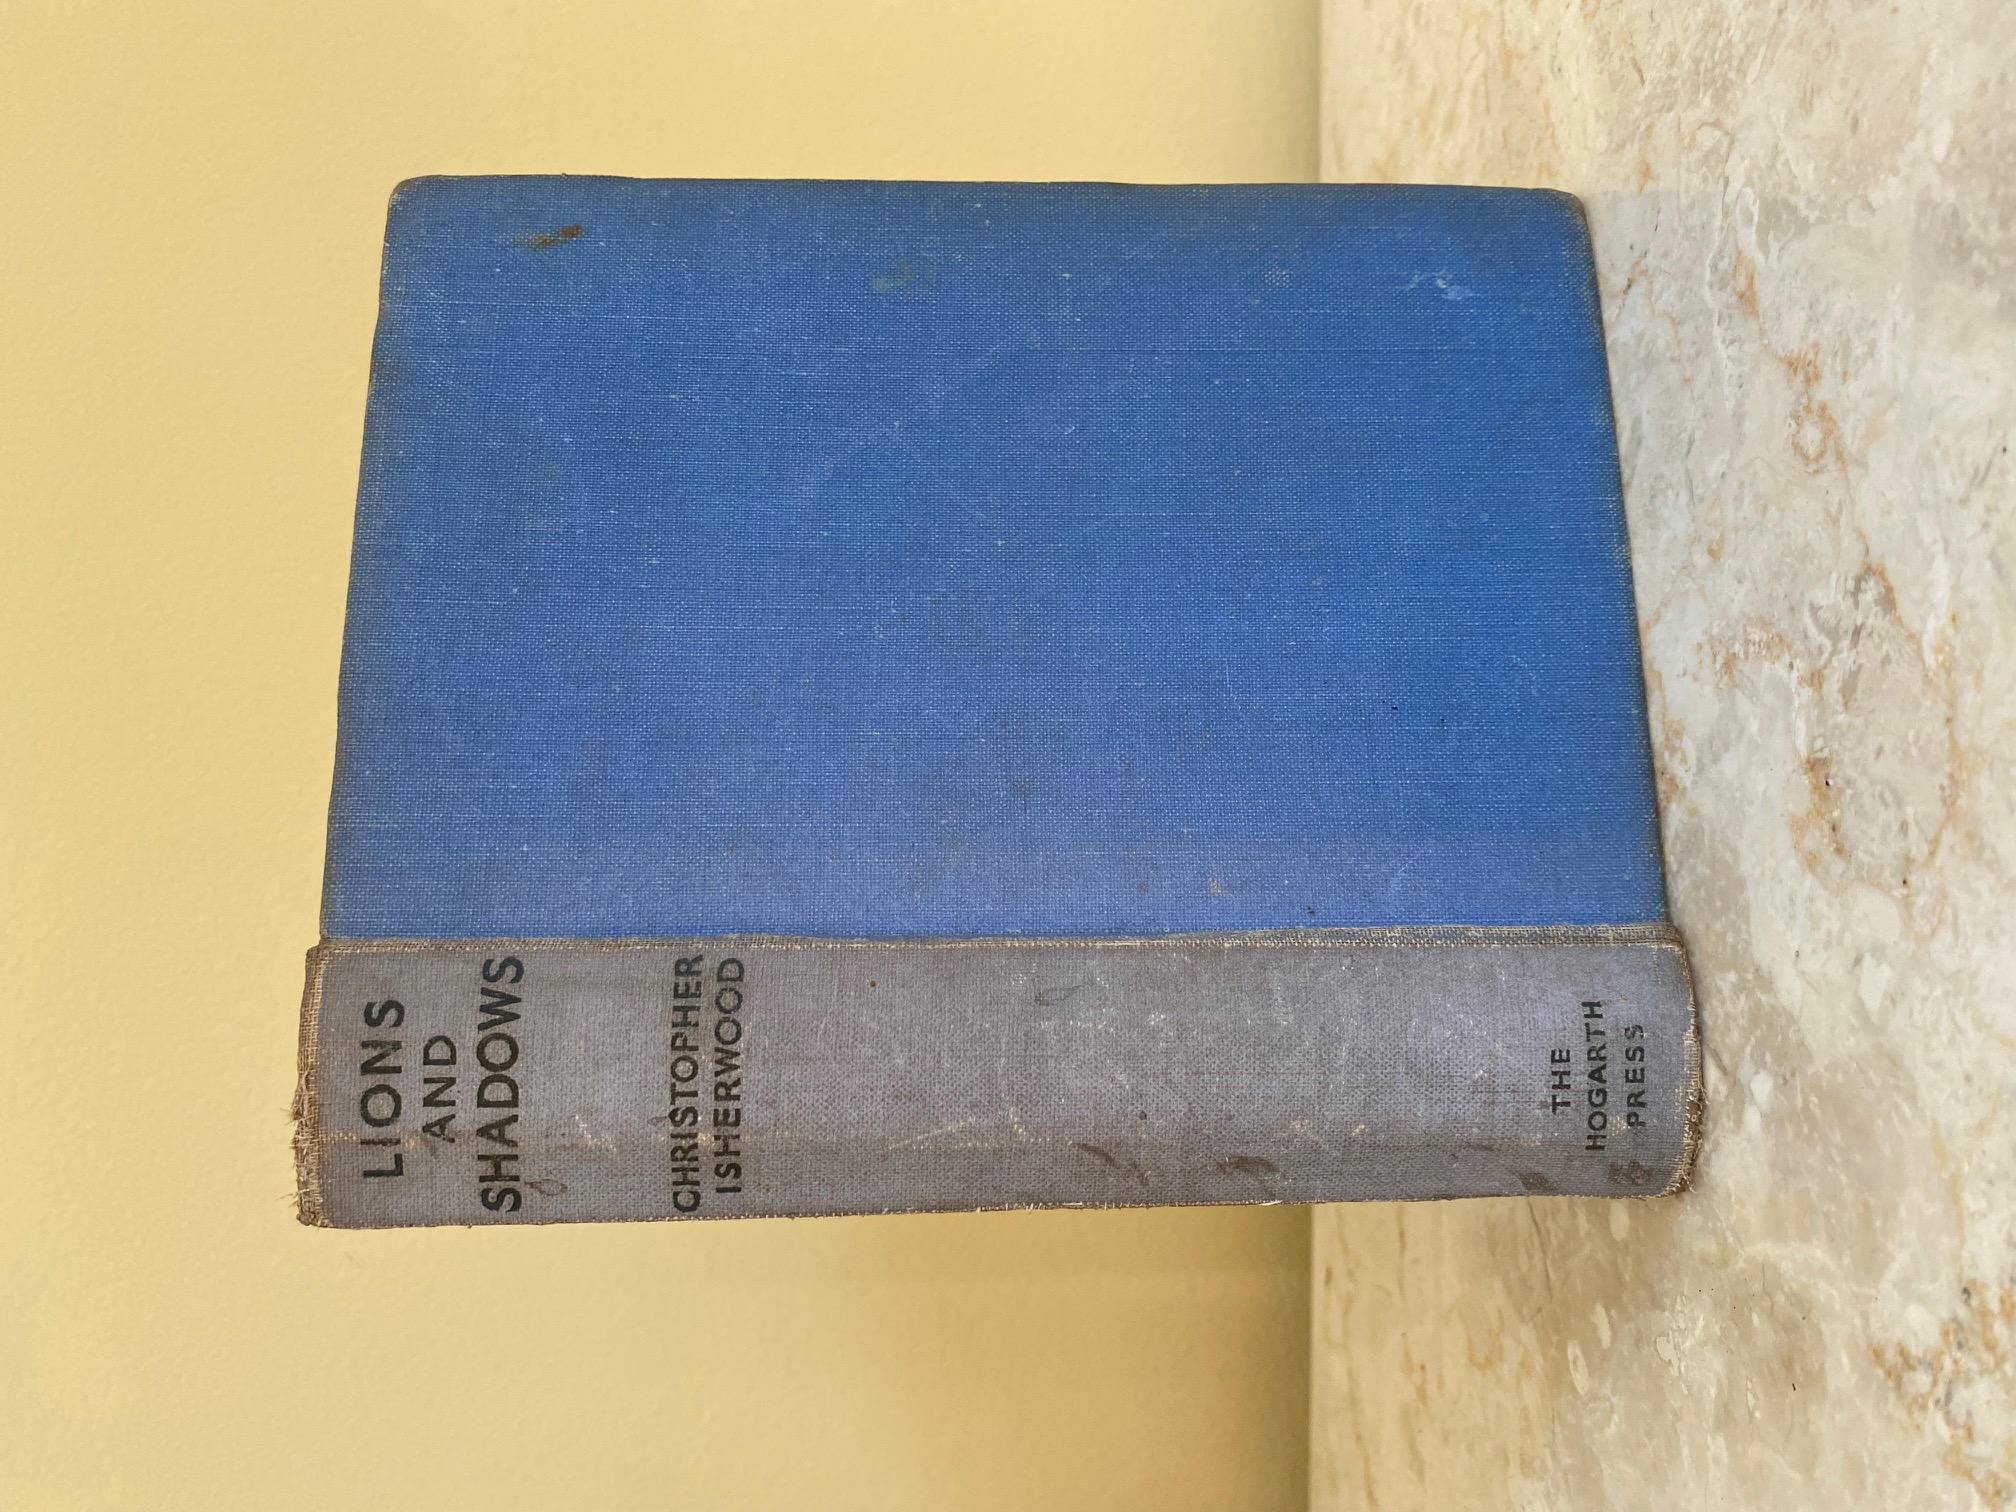 LIONS
AND
SHADOWS
CHRISTOPHER
ISHERWOOD
THE
HOGARTH
PRESS